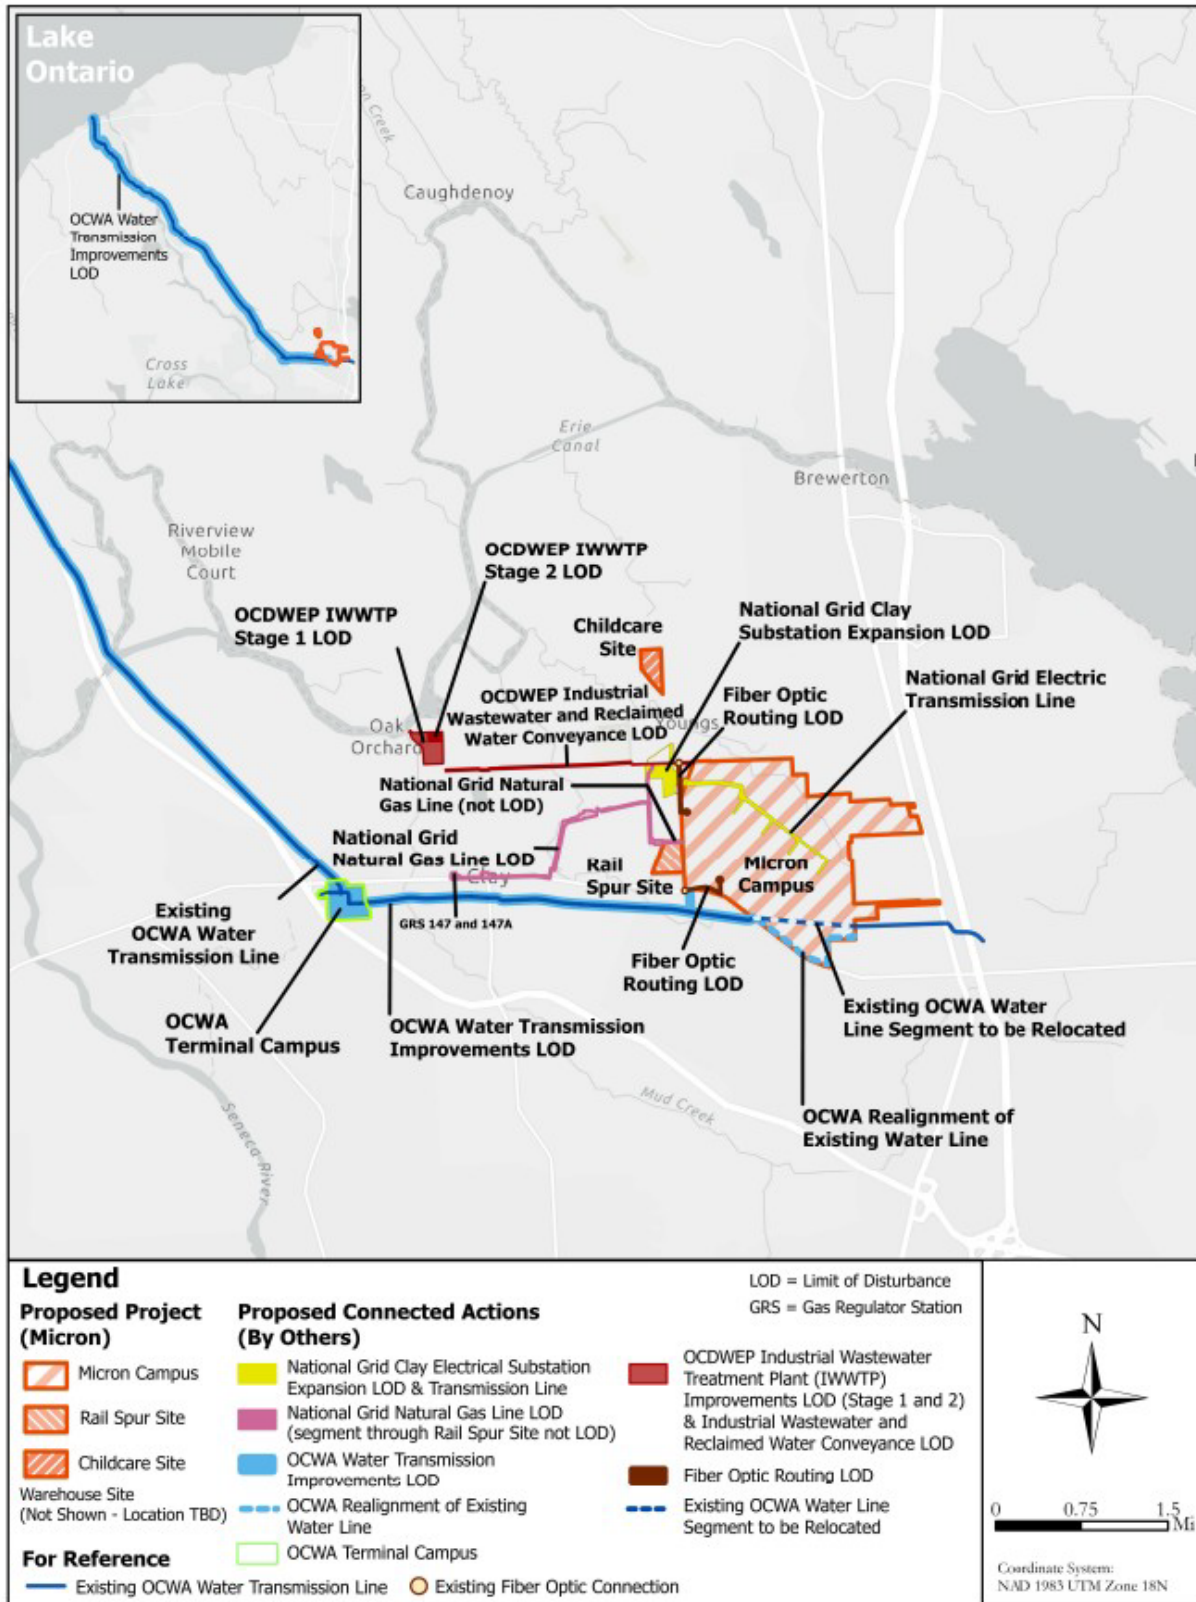 Lake
Ontario
OCWA Water
Transmission
Improvements
LOD
Cross
Lake
Creek
Caughdenoy
Erie
Canal
Brewerton
Riverview
Mobile
Court
OCDWEP IWWTP
Stage 2 LOD
OCDWEP IWWTP
Stage 1 LOD
Childcare
Site
National Grid Clay
Substation Expansion LOD
National Grid Electric
Transmission Line
OCDWEP Industrial
Wastewater and Reclaimed
Water Conveyance LOD
Fiber Optic
Routing LOD
Youngs
Oak
Orchard
National Grid Natural
Gas Line (not LOD)
National Grid
Natural Gas Line LOD
Clay
Rail
Spur Site
Micron
Campus
GRS 147 and 147A
Existing
OCWA Water
Transmission Line
Fiber Optic
Routing LOD
OCWA
Terminal Campus
OCWA Water Transmission
Improvements LOD
Existing OCWA Water
Line Segment to be Relocated
OCWA Realignment of
Existing Water Line
Mud Creek
Seneca River
Legend
LOD = Limit of Disturbance
GRS = Gas Regulator Station
Proposed Project
(Micron)
Micron Campus
Rail Spur Site
Childcare Site
Warehouse Site
(Not Shown - Location TBD)
Proposed Connected Actions
(By Others)
National Grid Clay Electrical Substation
Expansion LOD & Transmission Line
National Grid Natural Gas Line LOD
(segment through Rail Spur Site not LOD)
OCWA Water Transmission
Improvements LOD
OCWA Realignment of Existing
Water Line
OCWA Terminal Campus
OCDWEP Industrial Wastewater
Treatment Plant (IWWTP)
Improvements LOD (Stage 1 and 2)
& Industrial Wastewater and
Reclaimed Water Conveyance LOD
Fiber Optic Routing LOD
Existing OCWA Water Line
Segment to be Relocated
For Reference
Existing OCWA Water Transmission Line
Existing Fiber Optic Connection
N
0 0.75 1.5
Mi
Coordinate System:
NAD 1983 UTM Zone 18N